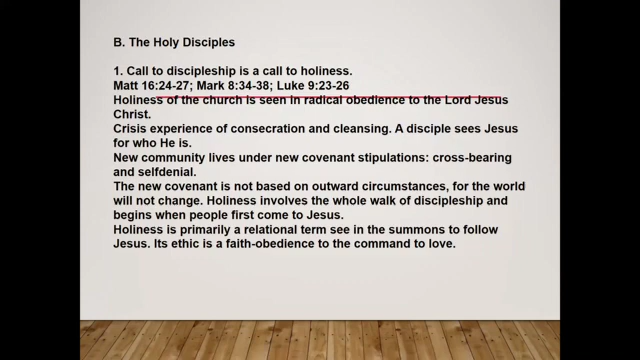 B. The Holy Disciples
1. Call to discipleship is a call to holiness.
Matt 16:24-27; Mark 8:34-38; Luke 9:23-26
Holiness of the church is seen in radical obedience to the Lord Jesus
Christ.
Crisis experience of consecration and cleansing. A disciple sees Jesus
for who He is.
New community lives under new covenant stipulations: cross-bearing
and selfdenial.
The new covenant is not based on outward circumstances, for the world
will not change. Holiness involves the whole walk of discipleship and
begins when people first come to Jesus.
Holiness is primarily a relational term see in the summons to follow
Jesus. Its ethic is a faith-obedience to the command to love.